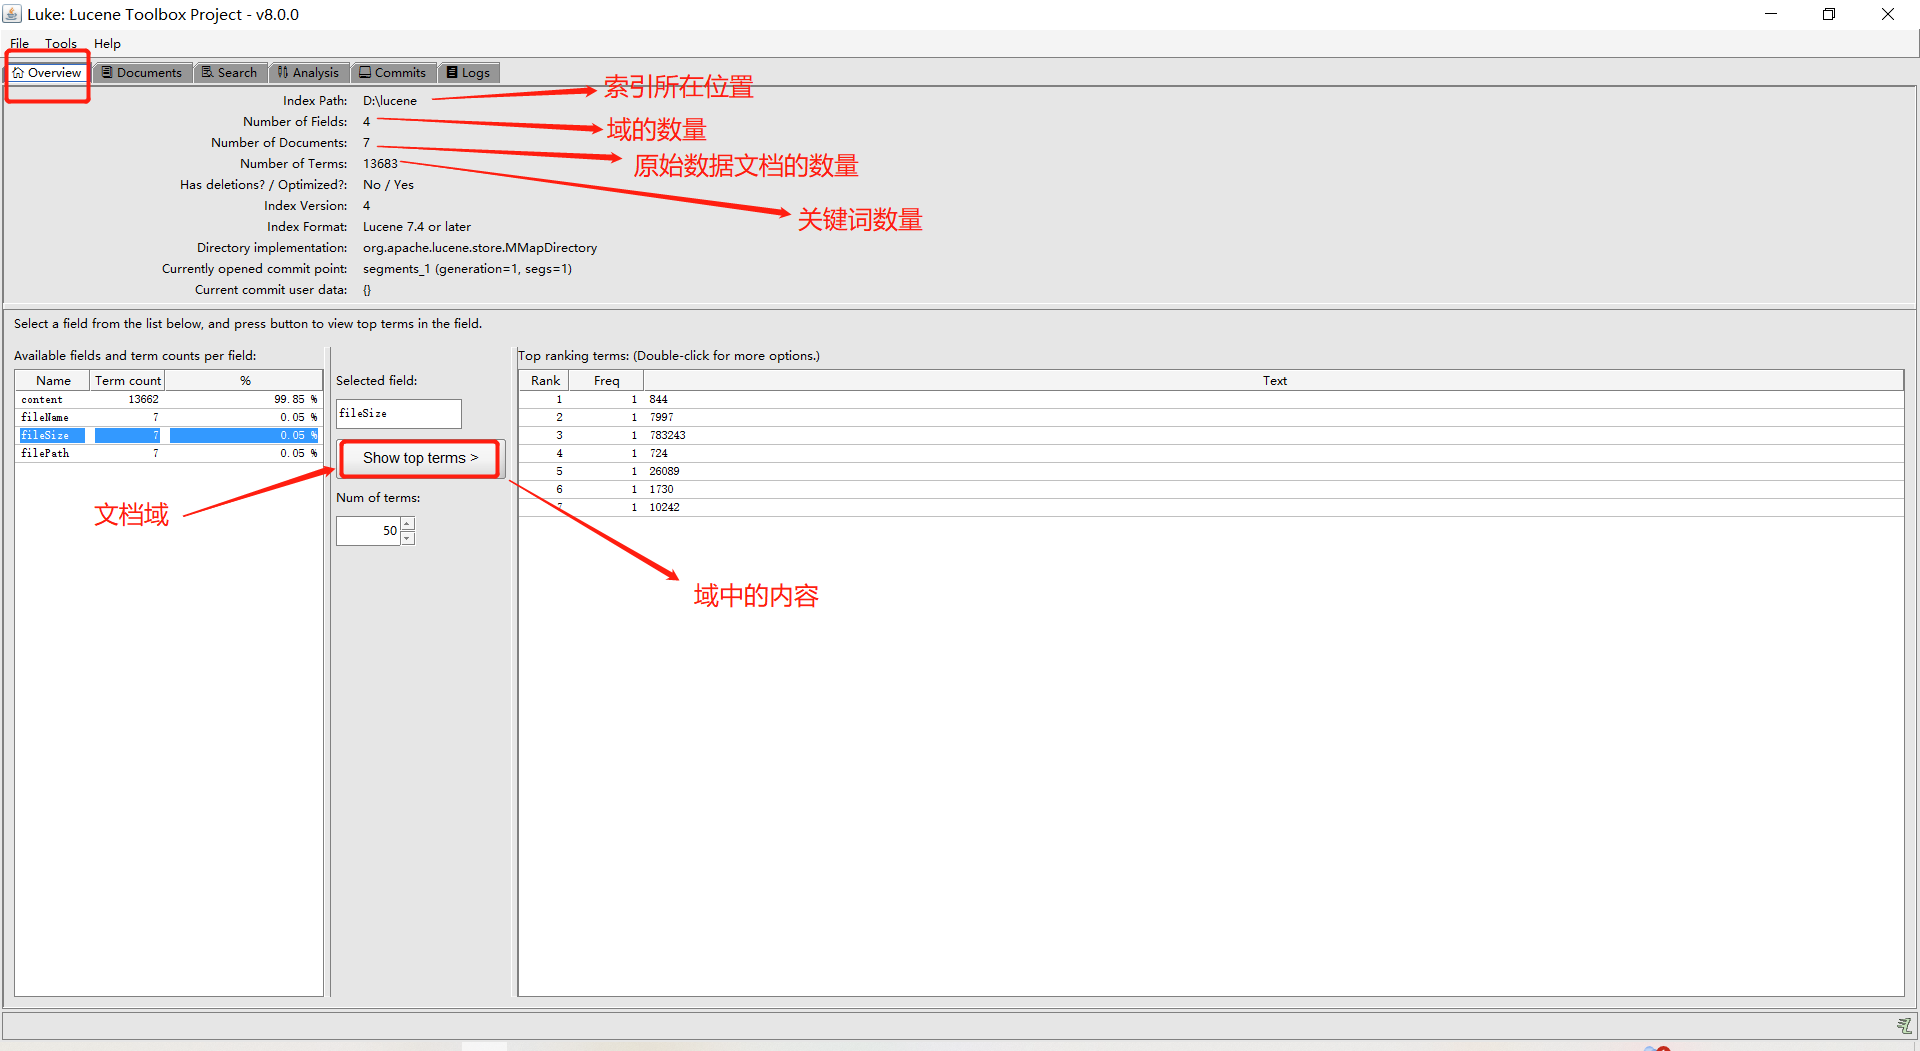 Luke: Lucene Toolbox Project - v8.0.0
File Tools Help
Overview Documents Search Analysis Commits Logs
Index Path: D:\lucene 索引所在位置
Number of Fields: 4 域的数量
Number of Documents: 7 原始数据文档的数量
Number of Terms: 13683 关键词数量
Has deletions? / Optimized?: No / Yes
Index Version: 4
Index Format: Lucene 7.4 or later
Directory implementation: org.apache.lucene.store.MMapDirectory
Currently opened commit point: segments_1 (generation=1, segs=1)
Current commit user data: {}
Select a field from the list below, and press button to view top terms in the field.
Available fields and term counts per field:
Name Term count %
content 13662 99.85 %
fileName 7 0.05 %
fileSize 7 0.05 %
filePath 7 0.05 %
文档域
Selected field:
fileSize
Show top terms >
Num of terms:
50
Top ranking terms: (Double-click for more options.)
Rank Freq Text
1 1 844
2 1 7997
3 1 783243
4 1 724
5 1 26089
6 1 1730
7 1 10242
域中的内容